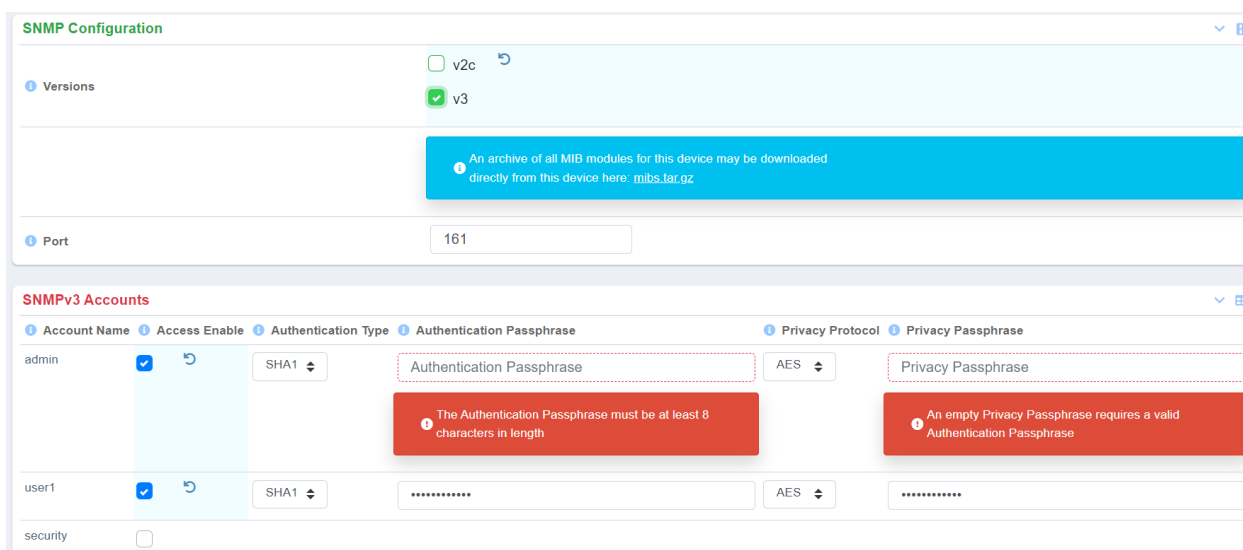 SNMP Configuration
v2c
Versions
v3
An archive of all MIB modules for this device may be downloaded
directly from this device here: mibs.tar.gz
Port 161
SNMPv3 Accounts
Account Name Access Enable Authentication Type Authentication Passphrase Privacy Protocol Privacy Passphrase
admin SHA1 Authentication Passphrase AES Privacy Passphrase
The Authentication Passphrase must be at least 8
characters in length
An empty Privacy Passphrase requires a valid
Authentication Passphrase
user1 SHA1 •••••••••••• AES ••••••••••••
security